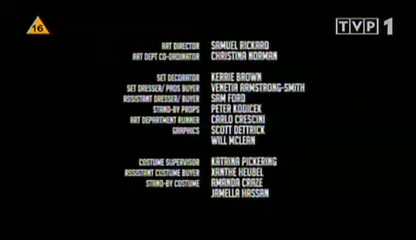 16
TVP 1
ART DIRECTOR SAMUEL RICKARD
ART DEPT CO-ORDINATOR CHRISTINA NORMAN
SET DECORATOR KERRIE BROWN
SET DRESSER/ PROS BUYER VENETIA ARMSTRONG-SMITH
ASSISTANT DRESSER/ BUYER SAM FORD
STAND-BY PROPS PETER KODICEK
ART DEPARTMENT RUNNER CARLO CRESCINI
GRAPHICS SCOTT DETTRICK
WILL MCLEAN
COSTUME SUPERVISOR KATRINA PICKERING
ASSISTANT COSTUME BUYER XANTHE HEUBEL
STAND-BY COSTUME AMANDA CRAZE
JAMELLA HASSAN